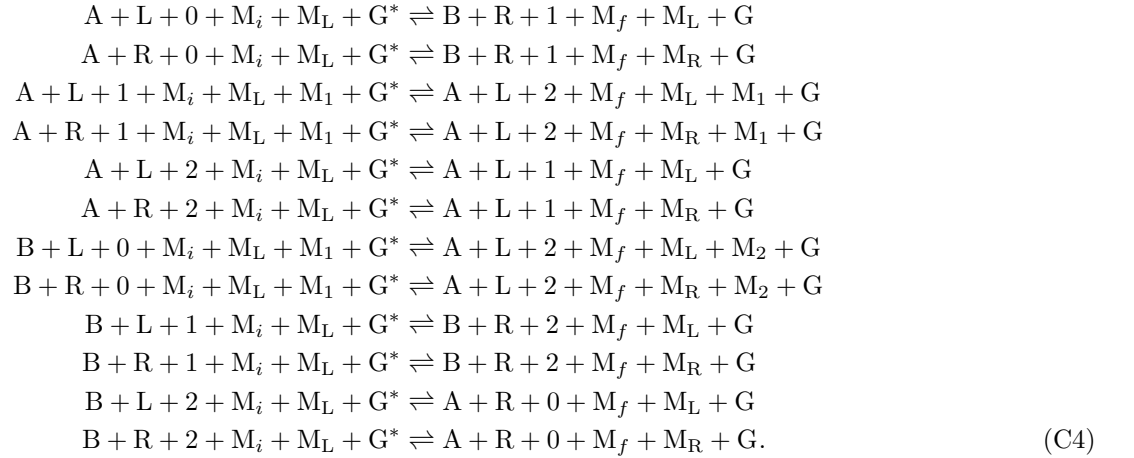 A + L + 0 + M_i + M_L + G* ⇌ B + R + 1 + M_f + M_L + G
A + R + 0 + M_i + M_L + G* ⇌ B + R + 1 + M_f + M_R + G
A + L + 1 + M_i + M_L + M_1 + G* ⇌ A + L + 2 + M_f + M_L + M_1 + G
A + R + 1 + M_i + M_L + M_1 + G* ⇌ A + L + 2 + M_f + M_R + M_1 + G
A + L + 2 + M_i + M_L + G* ⇌ A + L + 1 + M_f + M_L + G
A + R + 2 + M_i + M_L + G* ⇌ A + L + 1 + M_f + M_R + G
B + L + 0 + M_i + M_L + M_1 + G* ⇌ A + L + 2 + M_f + M_L + M_2 + G
B + R + 0 + M_i + M_L + M_1 + G* ⇌ A + L + 2 + M_f + M_R + M_2 + G
B + L + 1 + M_i + M_L + G* ⇌ B + R + 2 + M_f + M_L + G
B + R + 1 + M_i + M_L + G* ⇌ B + R + 2 + M_f + M_R + G
B + L + 2 + M_i + M_L + G* ⇌ A + R + 0 + M_f + M_L + G
B + R + 2 + M_i + M_L + G* ⇌ A + R + 0 + M_f + M_R + G. (C4)